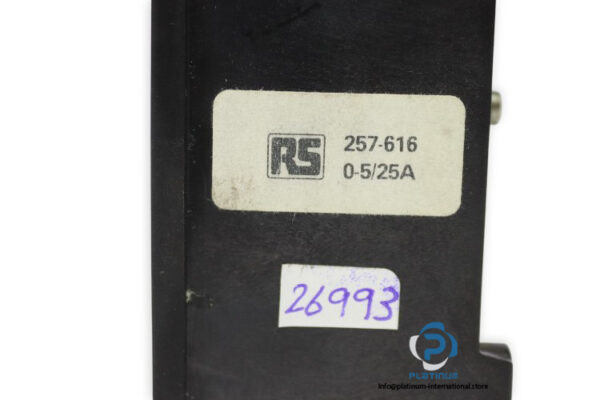 RS
257-616
0-5/25A
26993
PLATINUM
info@platinum-international.store